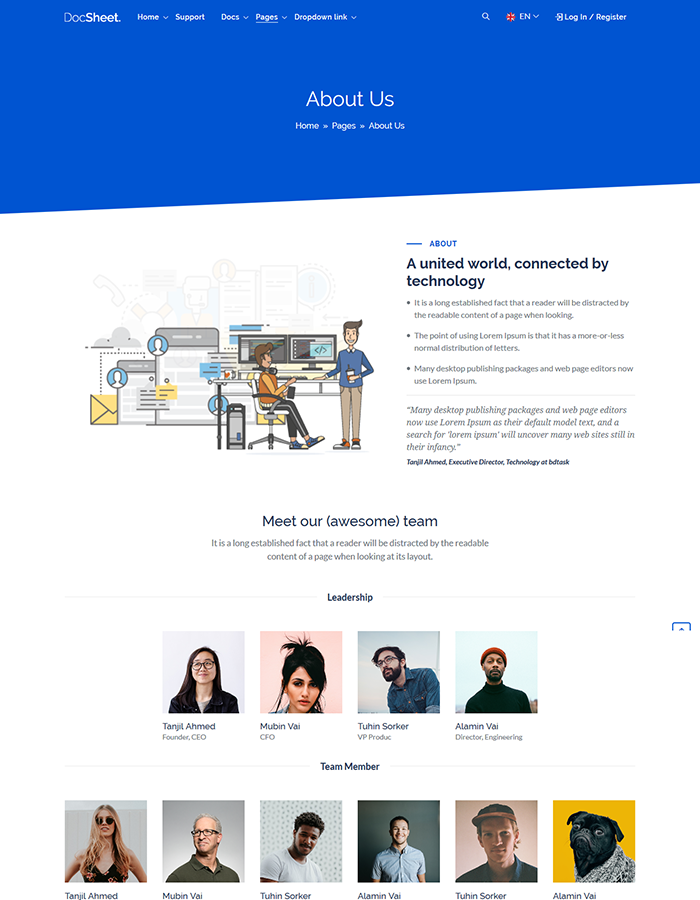 DocSheet.
Home Support Docs Pages Dropdown link EN Log In / Register
About Us
Home » Pages » About Us
ABOUT
A united world, connected by
technology
• It is a long established fact that a reader will be distracted by
the readable content of a page when looking.
• The point of using Lorem Ipsum is that it has a more-or-less
normal distribution of letters.
• Many desktop publishing packages and web page editors now
use Lorem Ipsum.
"Many desktop publishing packages and web page editors
now use Lorem Ipsum as their default model text, and a
search for 'lorem ipsum' will uncover many web sites still in
their infancy."
Tanjil Ahmed, Executive Director, Technology at bdtask
Meet our (awesome) team
It is a long established fact that a reader will be distracted by the readable
content of a page when looking at its layout.
Leadership
Tanjil Ahmed Mubin Vai Tuhin Sorker Alamin Vai
Founder, CEO CFO VP Produc Director, Engineering
Team Member
Tanjil Ahmed Mubin Vai Tuhin Sorker Alamin Vai Tuhin Sorker Alamin Vai